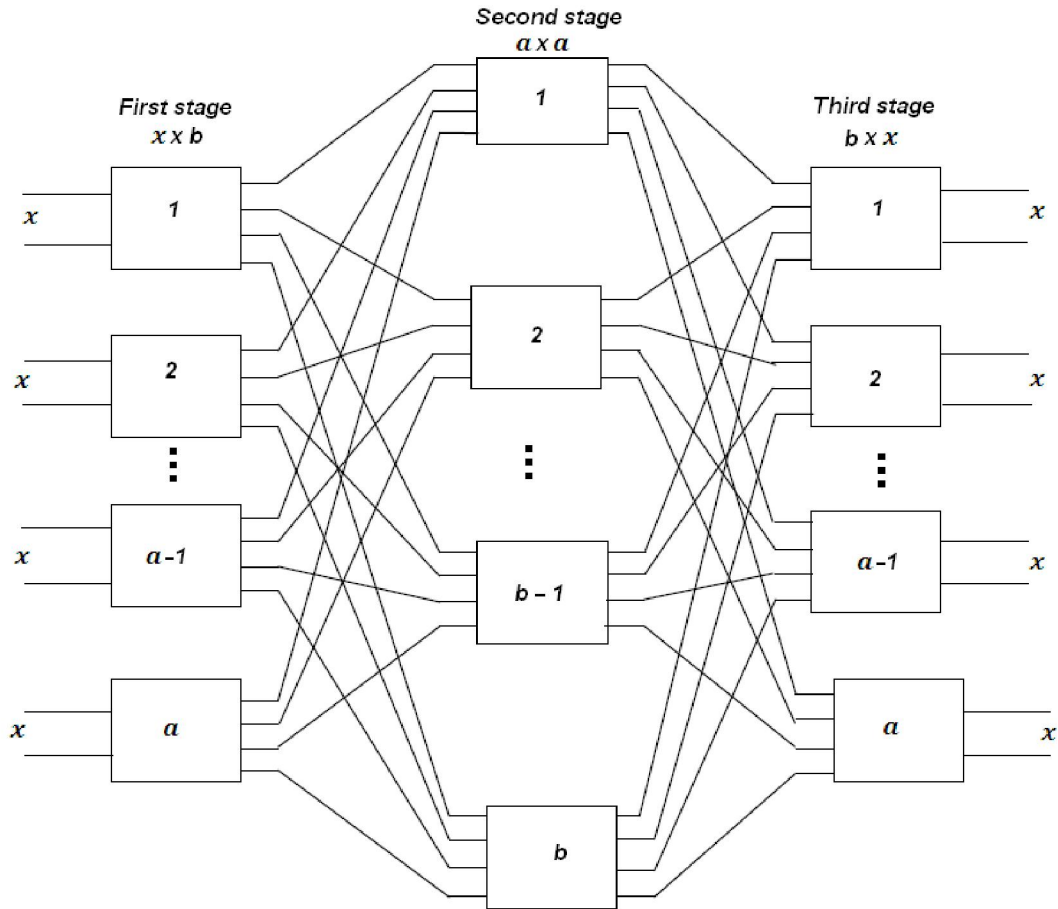 Second stage
a x a
First stage
x x b
Third stage
b x x
1
1
1
x
x
2
2
2
x
x
a-1
b - 1
a-1
x
x
a
a
x
x
b